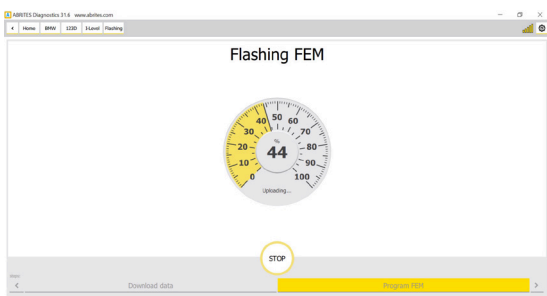 ABRITES Diagnostics 31.6 www.abrites.com
Home BMW 123D I-Level Flashing
Flashing FEM
0 10 20 30 40 50 60 70 80 90 100
%
44
Uploading...
STOP
Download data Program FEM